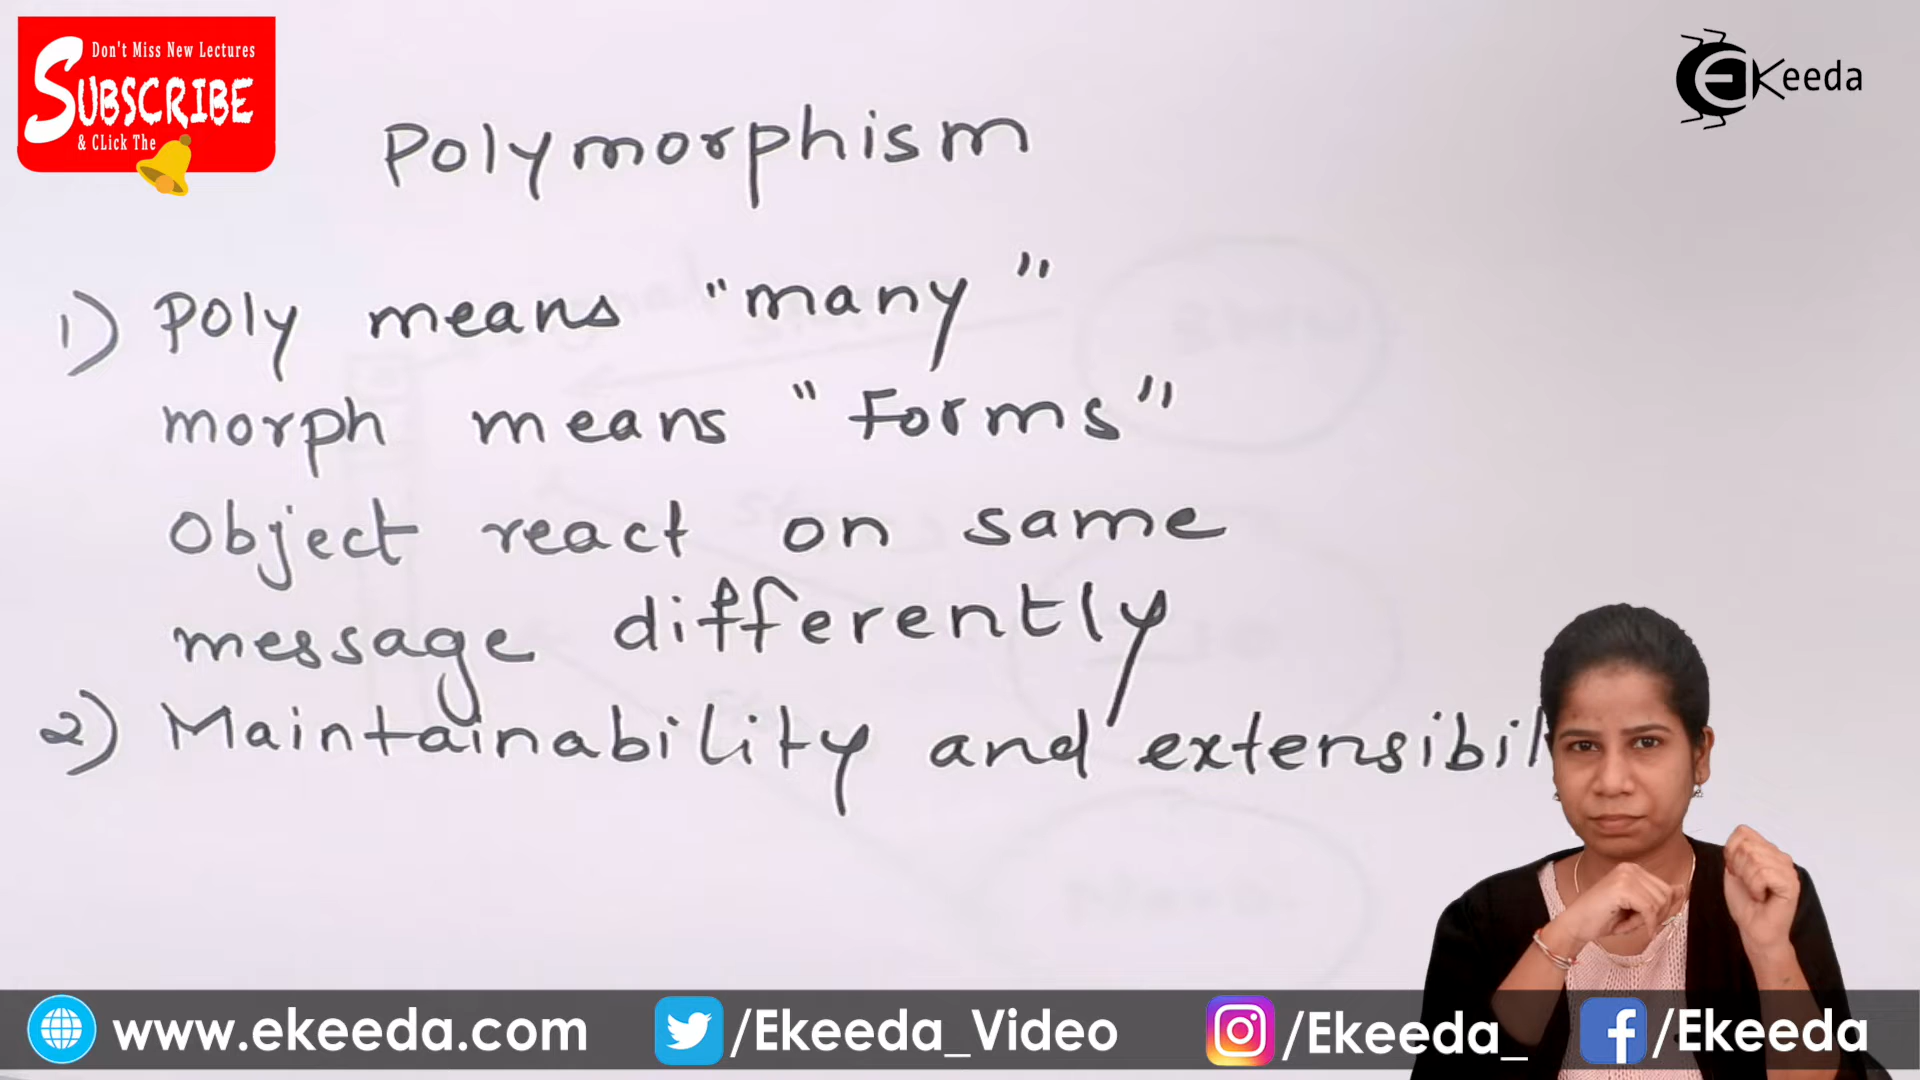 Don't Miss New Lectures
SUBSCRIBE
& CLick The
EKeeda
Polymorphism
1) Poly means "many"
morph means "Forms"
Object react on same
message differently
2) Maintainability and extensibil
www.ekeeda.com
/Ekeeda_Video
/Ekeeda_
/Ekeeda